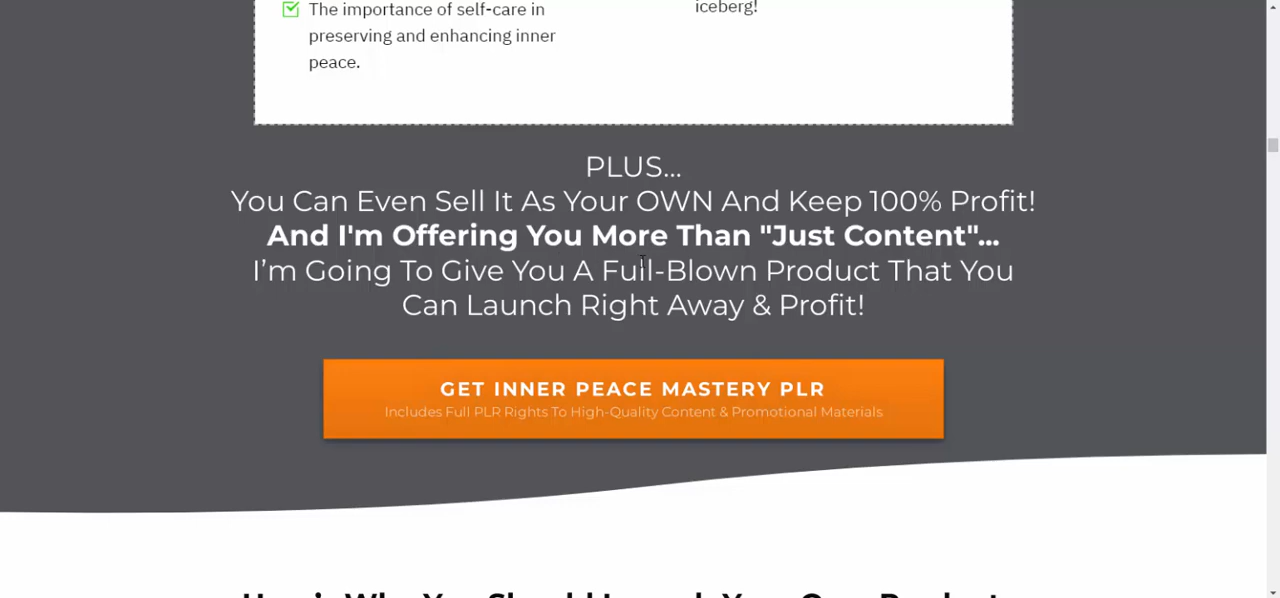 The importance of self-care in
preserving and enhancing inner
peace.
iceberg!
PLUS...
You Can Even Sell It As Your OWN And Keep 100% Profit!
And I'm Offering You More Than "Just Content"...
I’m Going To Give You A Full-Blown Product That You
Can Launch Right Away & Profit!
GET INNER PEACE MASTERY PLR
Includes Full PLR Rights To High-Quality Content & Promotional Materials